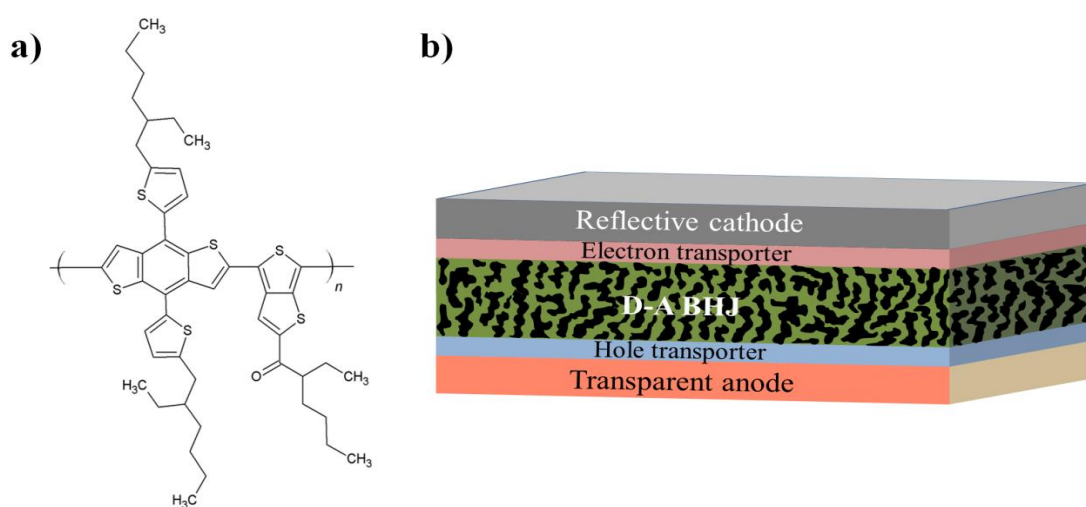 a)
CH₃
CH₃
S
S
S
S
n
S
S
O
CH₃
H₃C
CH₃
H₃C
b)
Reflective cathode
Electron transporter
D-A BHJ
Hole transporter
Transparent anode